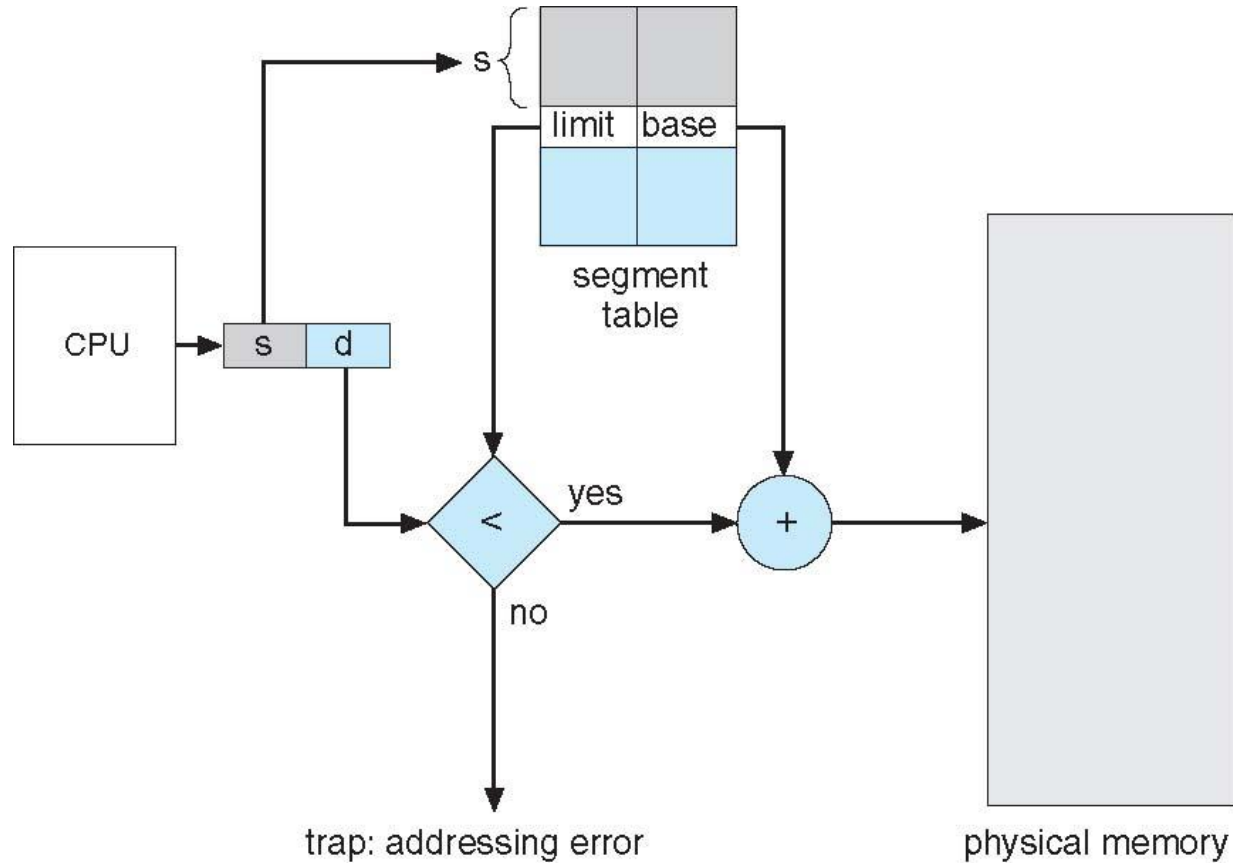 s
limit base
segment
table
CPU
s d
<
yes
+
no
trap: addressing error
physical memory